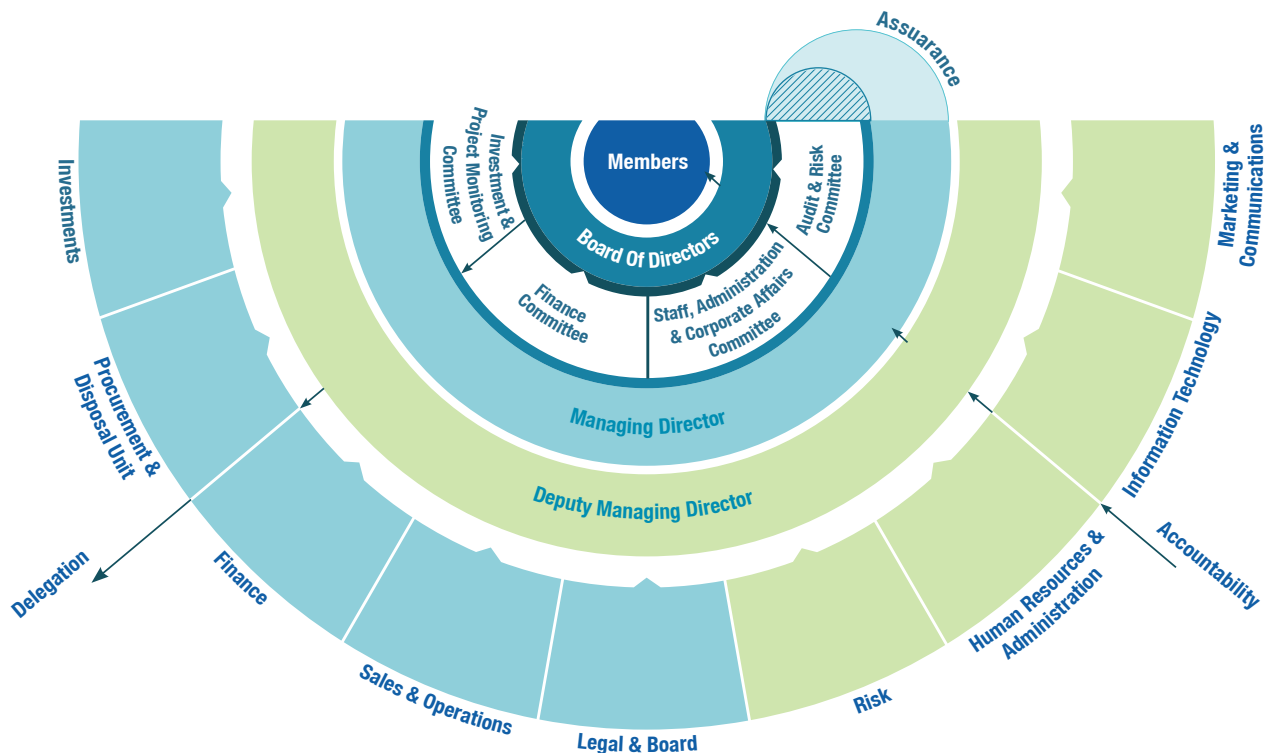 Assuarance
Members
Board Of Directors
Investment &
Project Monitoring
Committee
Finance
Committee
Staff, Administration
& Corporate Affairs
Committee
Audit & Risk
Committee
Managing Director
Deputy Managing Director
Investments
Procurement &
Disposal Unit
Finance
Sales & Operations
Legal & Board
Risk
Human Resources &
Administration
Information Technology
Marketing &
Communications
Delegation
Accountability